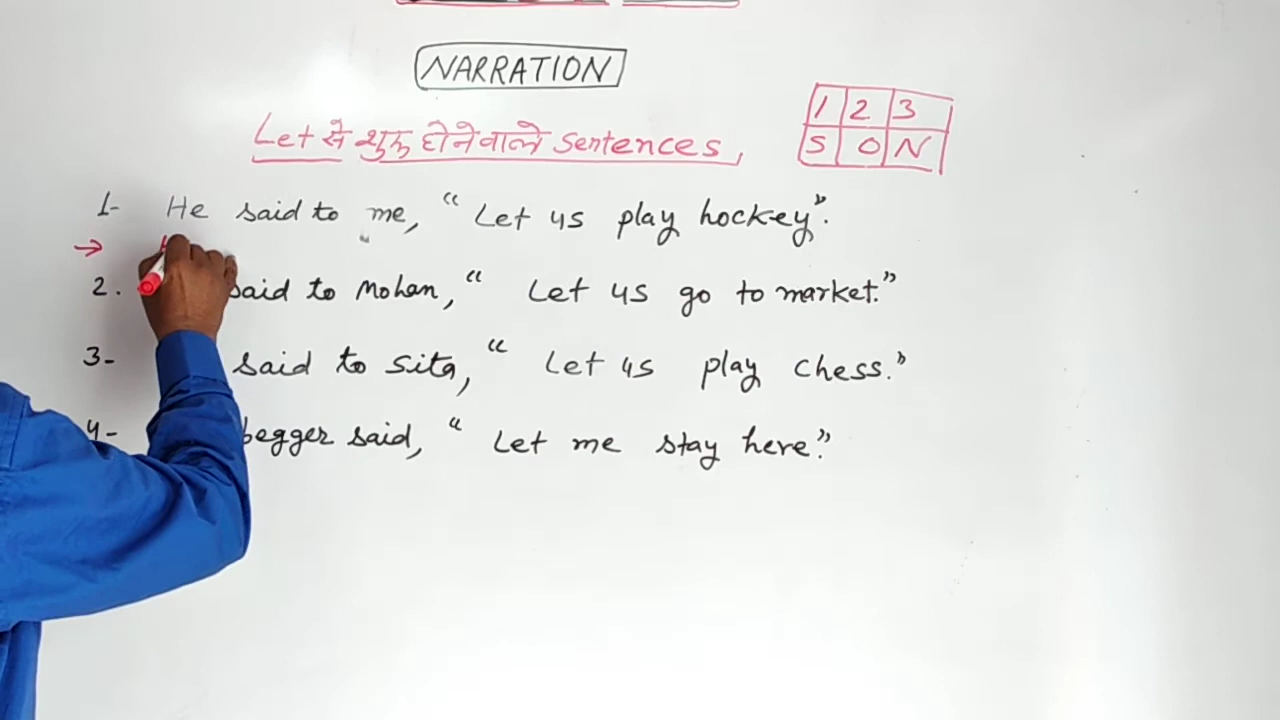 NARRATION
Let से शुरू होने वाले Sentences,
1 2 3
S O N
1- He said to me, “Let us play hockey”.
→
2. said to Mohan, “Let us go to market.”
3- said to Sita, “Let us play chess.”
4- begger said, “Let me stay here.”